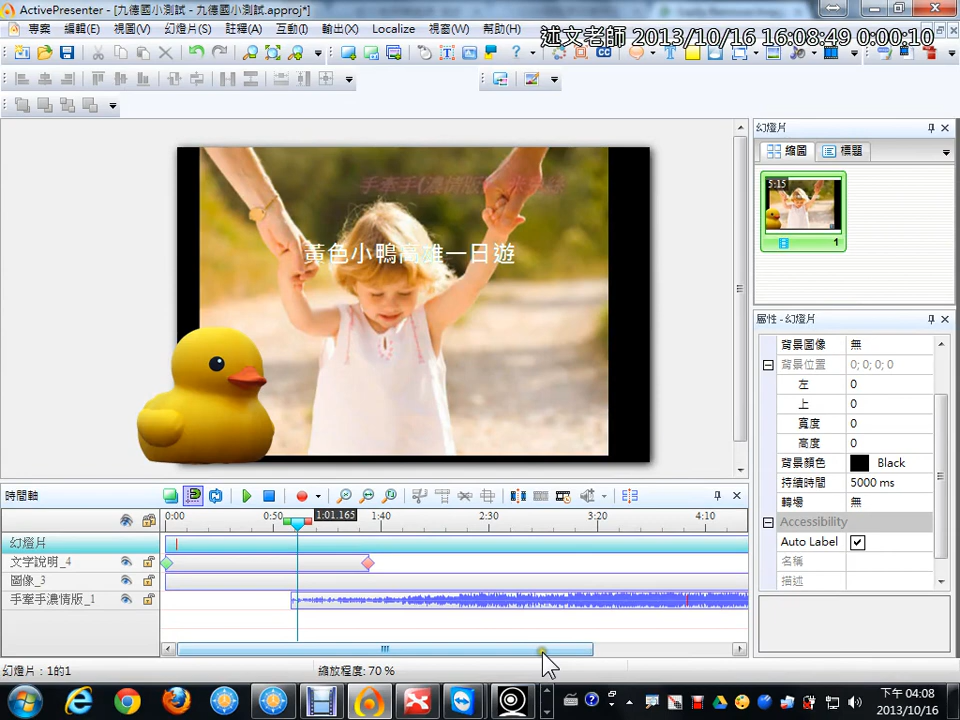 ActivePresenter - [九德國小測試 - 九德國小測試.approj*]
專案 編輯(E) 視圖(V) 幻燈片(S) 註釋(A) 互動(I) 輸出(X) Localize 視窗(W) 幫助(H)
述文老師 2013/10/16 16:08:49 0:00:10
手牽手(濃情版)
黃色小鴨高雄一日遊
幻燈片
縮圖 標題
5:15
1
屬性 - 幻燈片
背景圖像 無
背景位置 0; 0; 0; 0
左 0
上 0
寬度 0
高度 0
背景顏色 Black
持續時間 5000 ms
轉場 無
Accessibility
Auto Label
名稱
描述
時間軸
0:00 0:50 1:01.165 1:40 2:30 3:20 4:10
幻燈片
文字說明_4
圖像_3
手牽手濃情版_1
幻燈片：1的1 縮放程度: 70 %
下午 04:08
2013/10/16